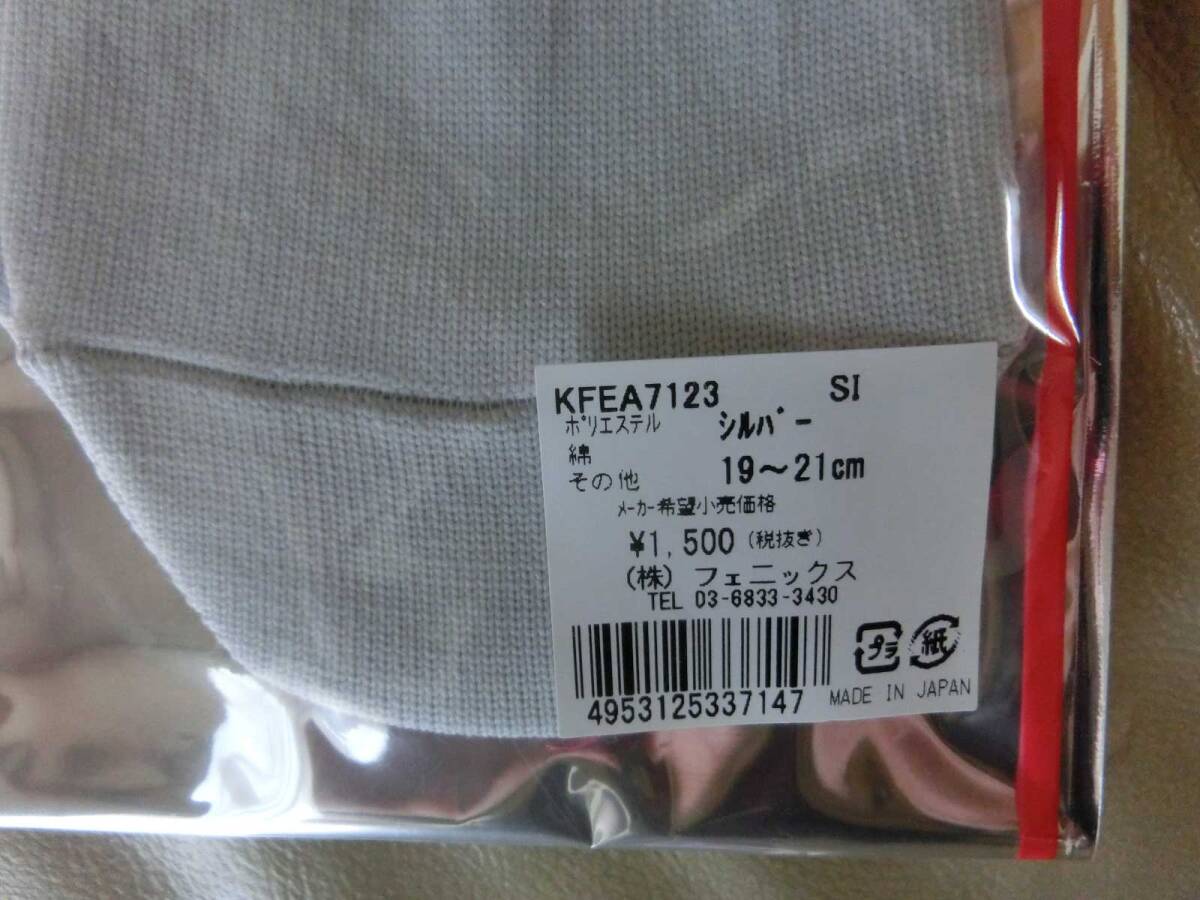 KFEA7123 SI
ﾎﾟﾘｴｽﾃﾙ ｼﾙﾊﾞｰ
綿
その他 19～21cm
ﾒｰｶｰ希望小売価格
¥1,500 (税抜き)
(株) フェニックス
TEL 03-6833-3430
プラ 紙
4953125337147 MADE IN JAPAN